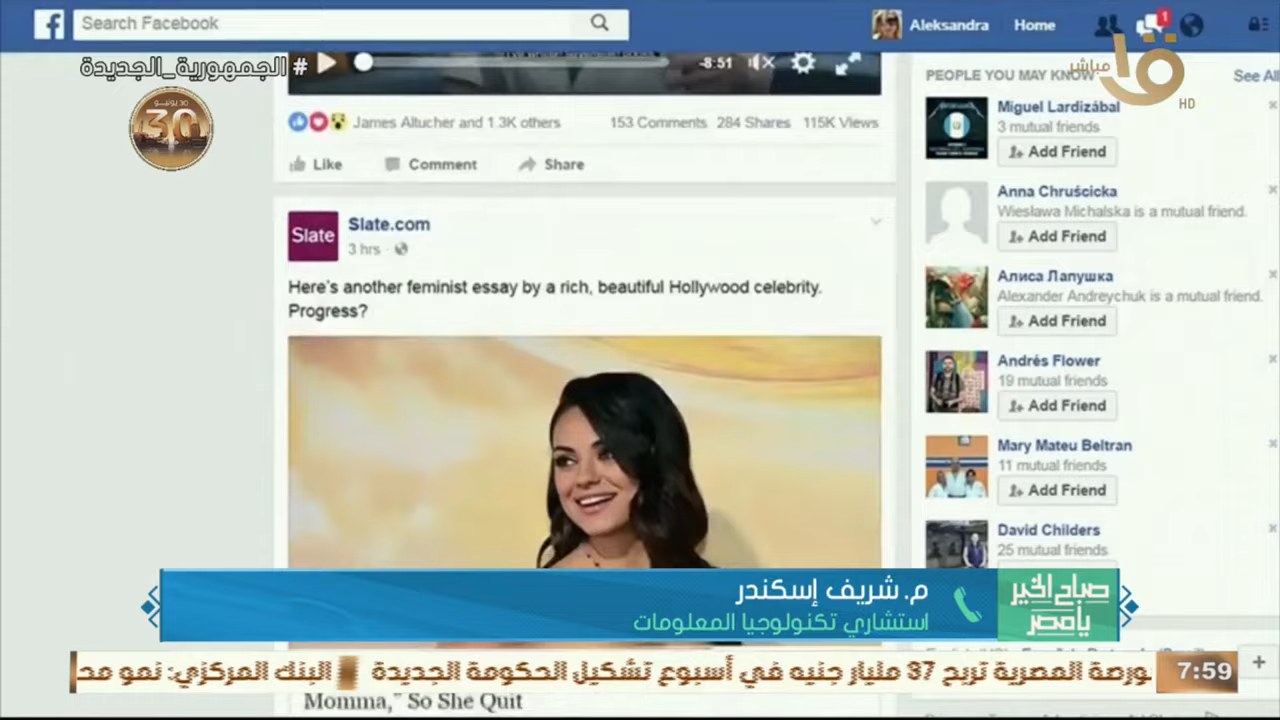 Search Facebook
Aleksandra
Home
1
#الجمهورية_الجديدة
مباشر
HD
30 يونيو
30
-8:51
James Altucher and 1.3K others
153 Comments 284 Shares 115K Views
Like Comment Share
Slate
Slate.com
3 hrs
Here's another feminist essay by a rich, beautiful Hollywood celebrity.
Progress?
PEOPLE YOU MAY KNOW
See All
Miguel Lardizábal
3 mutual friends
Add Friend
Anna Chruścicka
Wiesława Michalska is a mutual friend.
Add Friend
Алиса Лапушка
Alexander Andreychuk is a mutual friend.
Add Friend
Andrés Flower
19 mutual friends
Add Friend
Mary Mateu Beltran
11 mutual friends
Add Friend
David Childers
25 mutual friends
صباح الخير
يا مصر
م. شريف إسكندر
استشاري تكنولوجيا المعلومات
7:59
بورصة المصرية تربح 37 مليار جنيه في أسبوع تشكيل الحكومة الجديدة
البنك المركزي: نمو
Momma," So She Quit